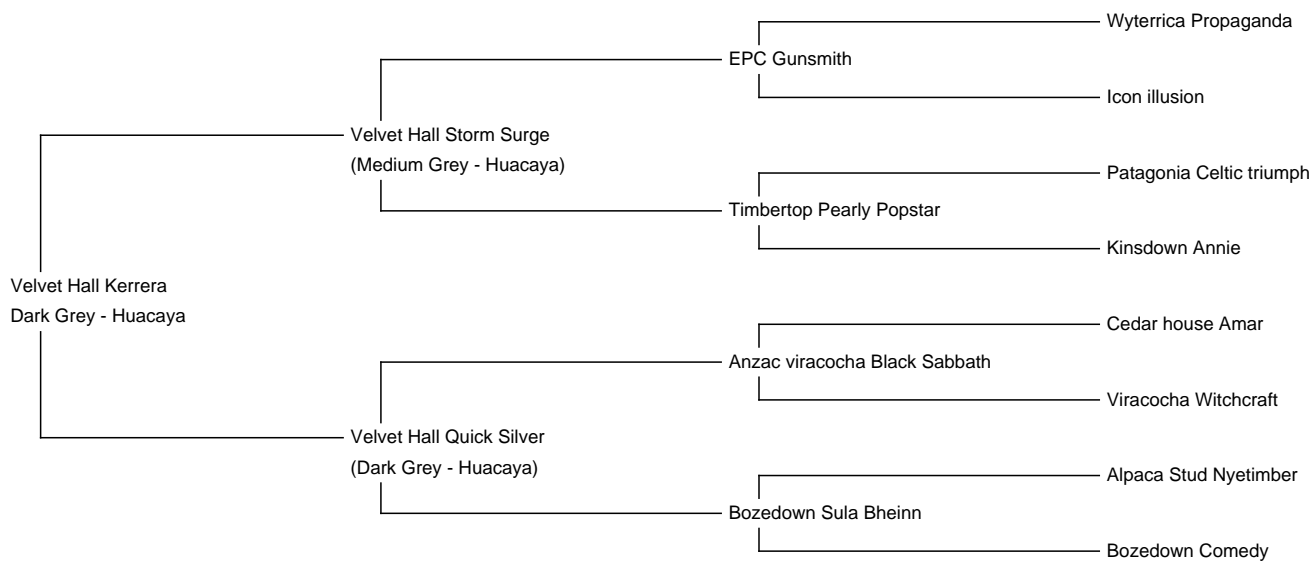 Wyterrica Propaganda
EPC Gunsmith
Icon illusion
Velvet Hall Storm Surge
(Medium Grey - Huacaya)
Patagonia Celtic triumph
Timbertop Pearly Popstar
Kinsdown Annie
Velvet Hall Kerrera
Dark Grey - Huacaya
Cedar house Amar
Anzac viracocha Black Sabbath
Viracocha Witchcraft
Velvet Hall Quick Silver
(Dark Grey - Huacaya)
Alpaca Stud Nyetimber
Bozedown Sula Bheinn
Bozedown Comedy